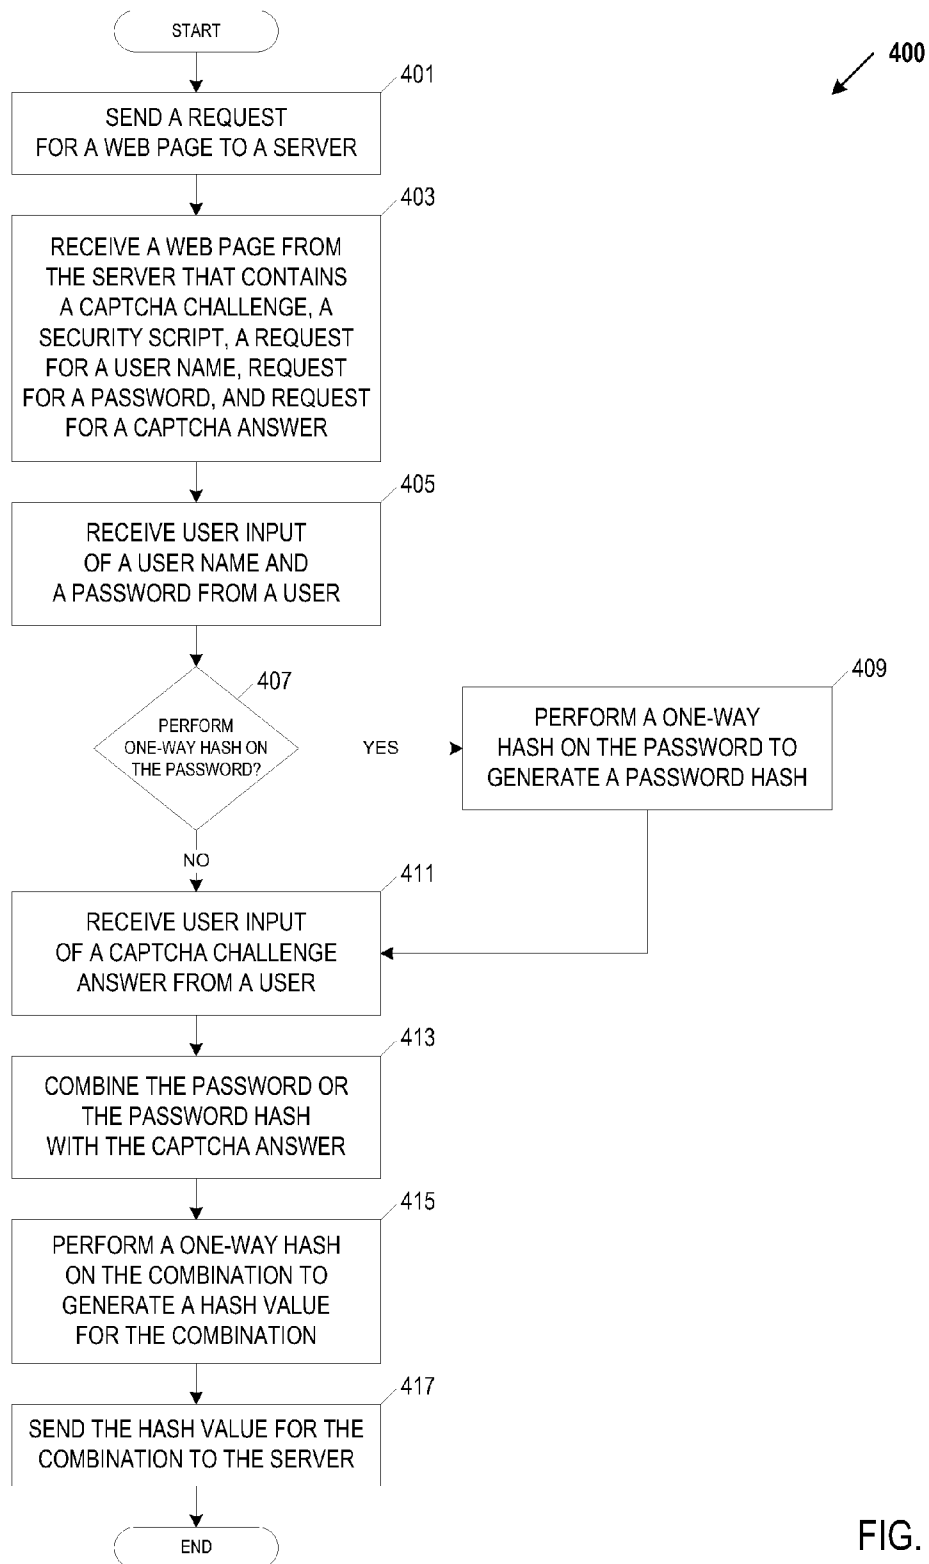 START
400
401
SEND A REQUEST
FOR A WEB PAGE TO A SERVER
403
RECEIVE A WEB PAGE FROM
THE SERVER THAT CONTAINS
A CAPTCHA CHALLENGE, A
SECURITY SCRIPT, A REQUEST
FOR A USER NAME, REQUEST
FOR A PASSWORD, AND REQUEST
FOR A CAPTCHA ANSWER
405
RECEIVE USER INPUT
OF A USER NAME AND
A PASSWORD FROM A USER
407
PERFORM
ONE-WAY HASH ON
THE PASSWORD?
YES
409
PERFORM A ONE-WAY
HASH ON THE PASSWORD TO
GENERATE A PASSWORD HASH
NO
411
RECEIVE USER INPUT
OF A CAPTCHA CHALLENGE
ANSWER FROM A USER
413
COMBINE THE PASSWORD OR
THE PASSWORD HASH
WITH THE CAPTCHA ANSWER
415
PERFORM A ONE-WAY HASH
ON THE COMBINATION TO
GENERATE A HASH VALUE
FOR THE COMBINATION
417
SEND THE HASH VALUE FOR THE
COMBINATION TO THE SERVER
END
FIG.